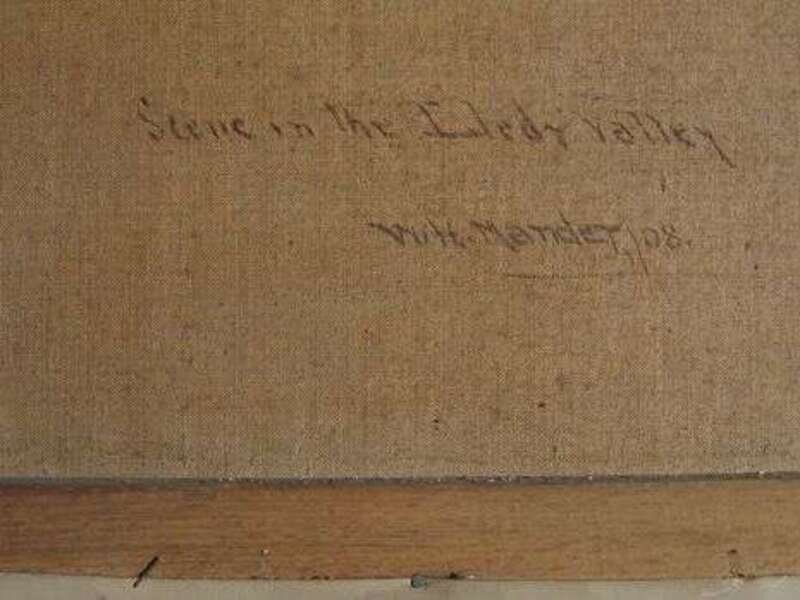 Scene in the Lledr valley
W.H. Mander/08.